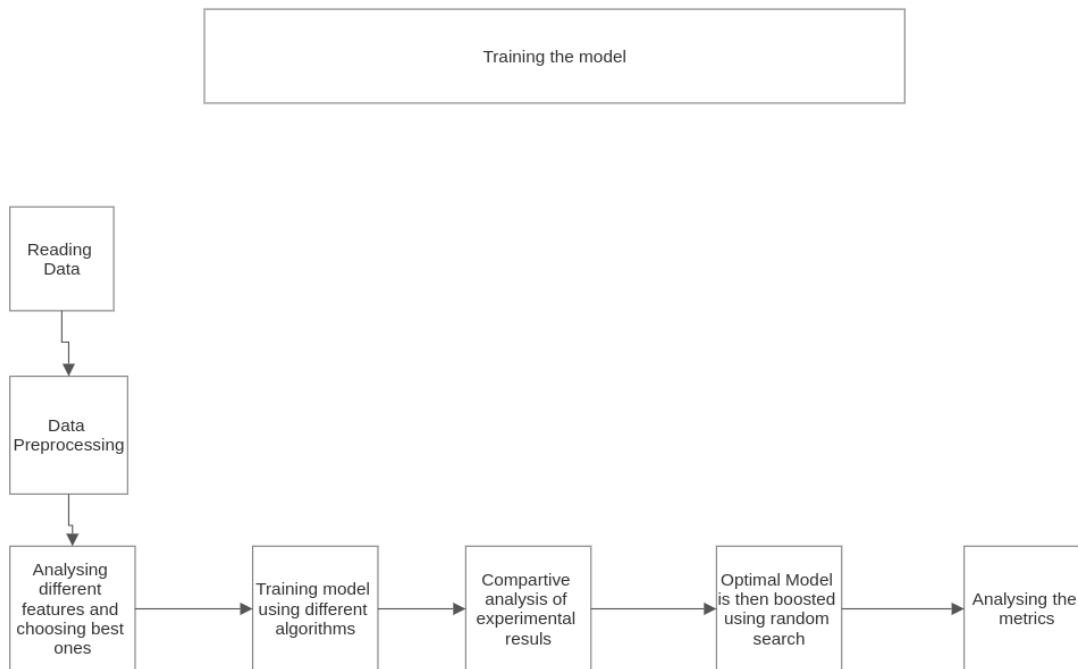 Training the model
Reading
Data
Data
Preprocessing
Analysing
different
features and
choosing best
ones
Training model
using different
algorithms
Compartive
analysis of
experimental
resuls
Optimal Model
is then boosted
using random
search
Analysing the
metrics